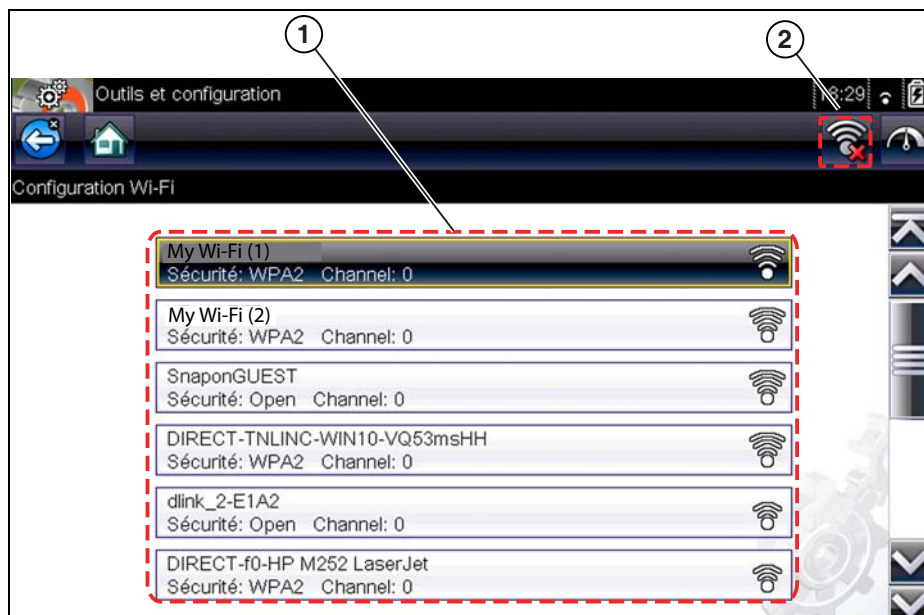 1
2
Outils et configuration
18:29
Configuration Wi-Fi
My Wi-Fi (1)
Sécurité: WPA2 Channel: 0
My Wi-Fi (2)
Sécurité: WPA2 Channel: 0
SnaponGUEST
Sécurité: Open Channel: 0
DIRECT-TNLINC-WIN10-VQ53msHH
Sécurité: WPA2 Channel: 0
dlink_2-E1A2
Sécurité: Open Channel: 0
DIRECT-f0-HP M252 LaserJet
Sécurité: WPA2 Channel: 0